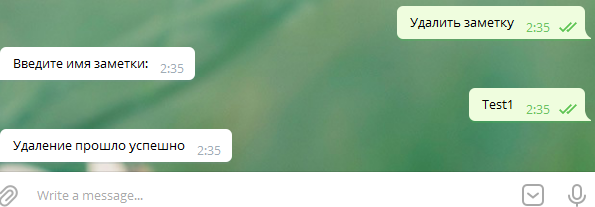 Удалить заметку 2:35
Введите имя заметки: 2:35
Test1 2:35
Удаление прошло успешно 2:35
Write a message...